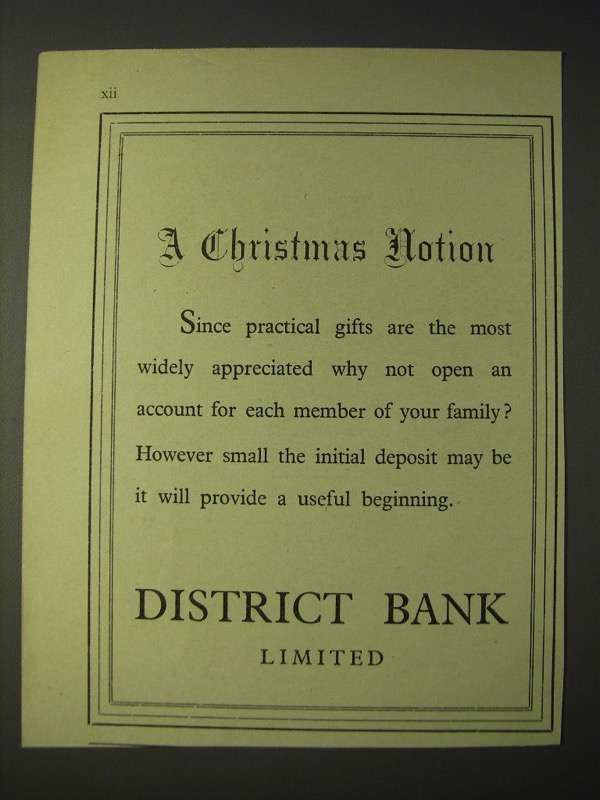 xii
A Christmas Notion
Since practical gifts are the most
widely appreciated why not open an
account for each member of your family?
However small the initial deposit may be
it will provide a useful beginning.
DISTRICT BANK
LIMITED